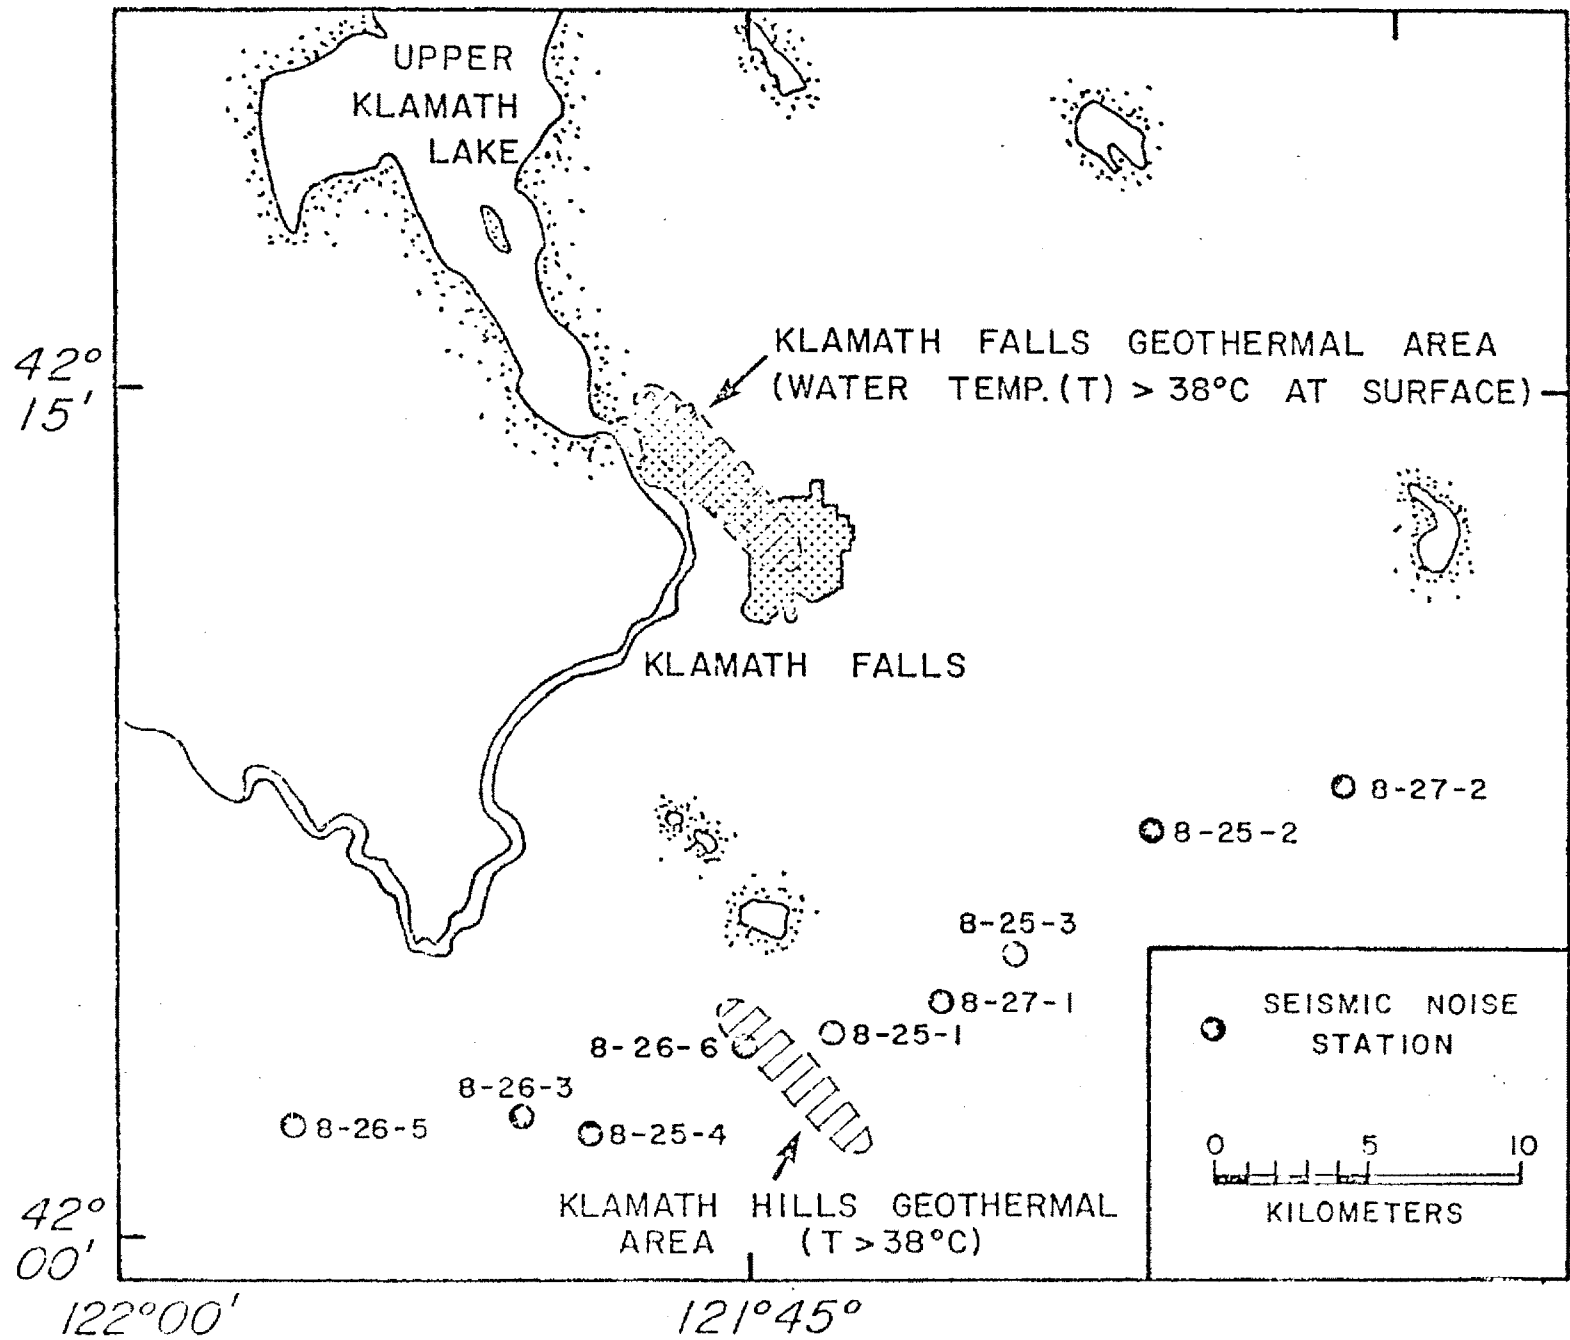 UPPER
KLAMATH
LAKE
KLAMATH FALLS GEOTHERMAL AREA
(WATER TEMP. (T) > 38°C AT SURFACE)
42°
15'
KLAMATH FALLS
8-27-2
8-25-2
8-25-3
8-27-1
8-25-1
8-26-6
8-26-3
8-26-5
8-25-4
SEISMIC NOISE
STATION
0 5 10
KILOMETERS
KLAMATH HILLS GEOTHERMAL
AREA (T > 38°C)
42°
00'
122°00' 121°45°